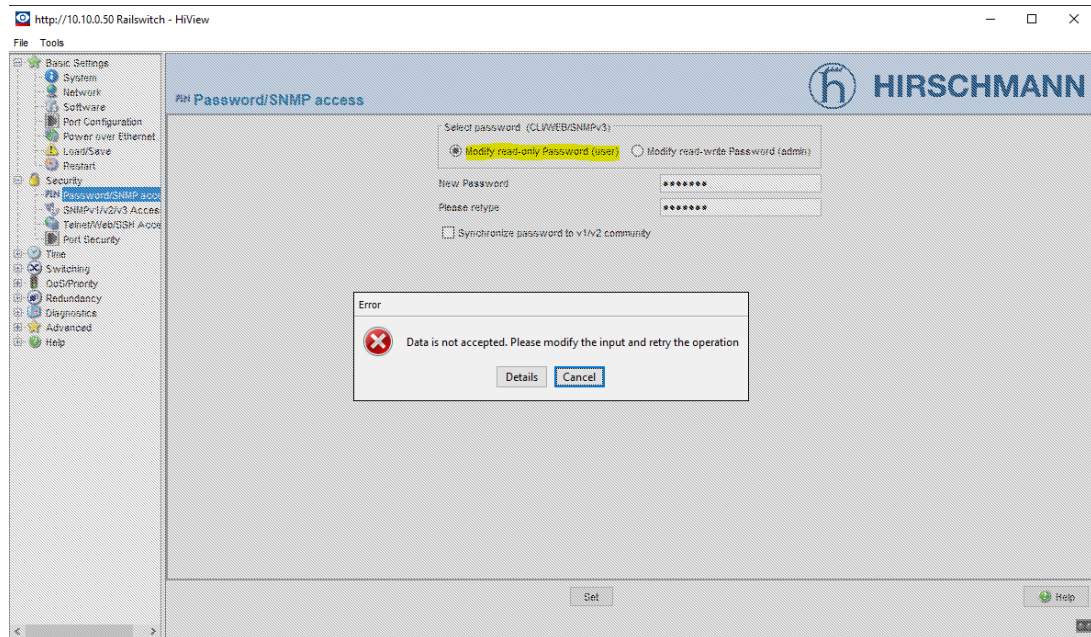 http://10.10.0.50 Railswitch - HiView
File Tools
Basic Settings
System
Network
Software
Port Configuration
Power over Ethernet
Load/Save
Restart
Security
PIN Password/SNMP acce
SNMPv1/v2/v3 Acces
Telnet/Web/SSH Acce
Port Security
Time
Switching
QoS/Priority
Redundancy
Diagnostics
Advanced
Help
PIN Password/SNMP access
HIRSCHMANN
Select password (CLI/WEB/SNMPv3)
Modify read-only Password (user) Modify read-write Password (admin)
New Password *******
Please retype *******
Synchronize password to v1/v2 community
Error
Data is not accepted. Please modify the input and retry the operation
Details Cancel
Set
Help